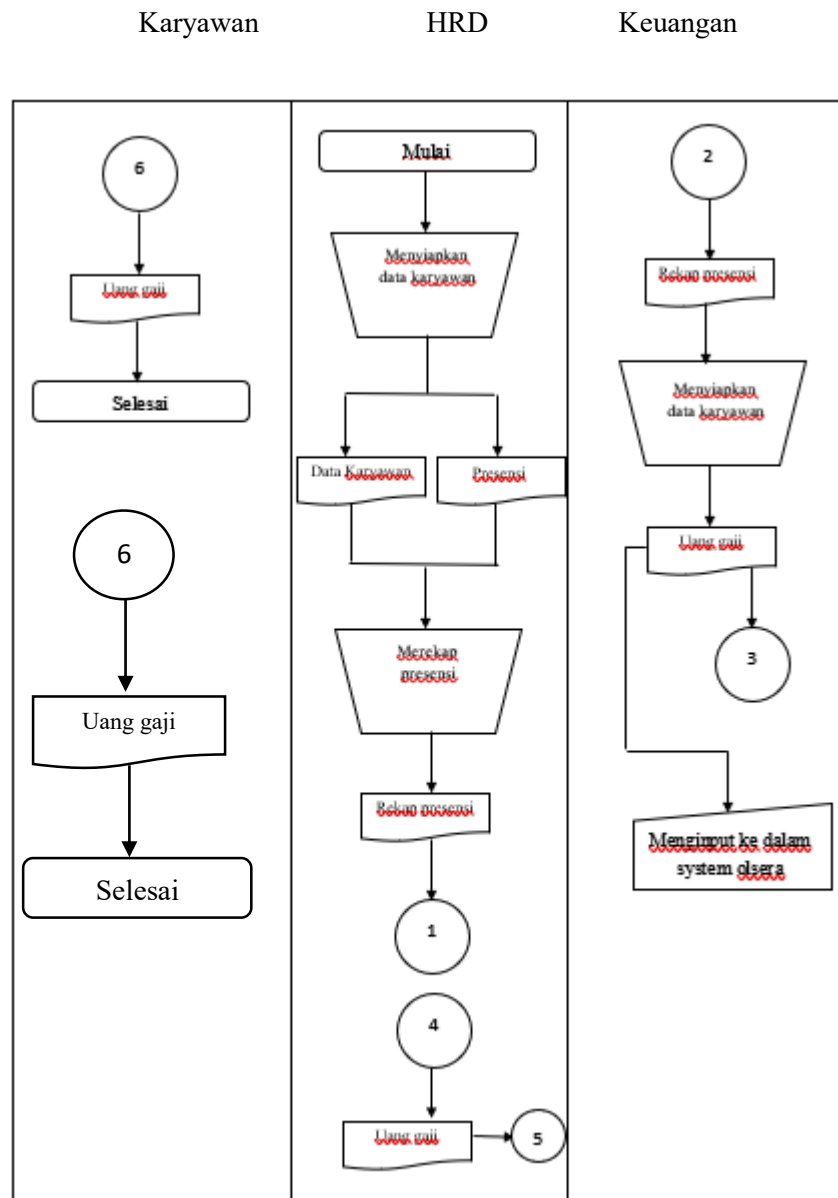 Karyawan HRD Keuangan
6
Uang gaji
Selesai
6
Uang gaji
Selesai
Mulai
Menyiapkan
data karyawan
Data Karyawan
Presensi
Merekap
presensi
Rekap presensi
1
4
Uang gaji
5
2
Rekap presensi
Menyiapkan
data karyawan
Uang gaji
3
Menginput ke dalam
system olsera